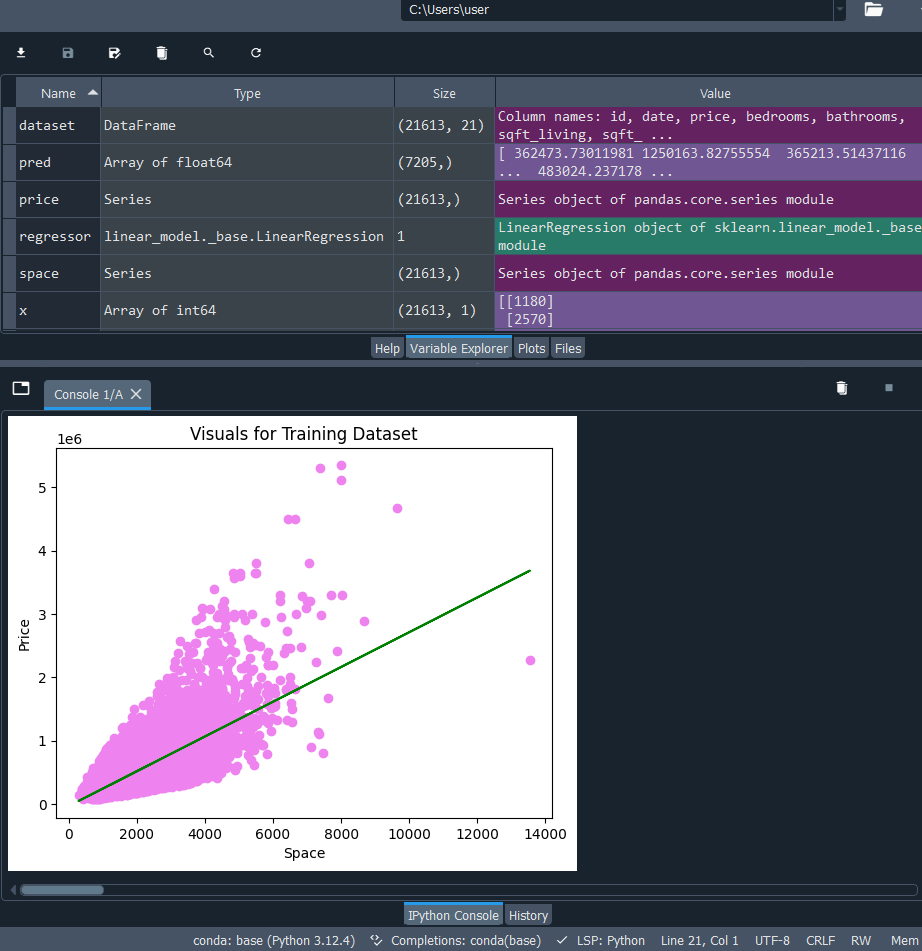 C:\Users\user
Name Type Size Value
dataset DataFrame (21613, 21) Column names: id, date, price, bedrooms, bathrooms,
sqft_living, sqft_ ...
pred Array of float64 (7205,) [ 362473.73011981 1250163.82755554 365213.51437116
... 483024.237178 ...
price Series (21613,) Series object of pandas.core.series module
regressor linear_model._base.LinearRegression 1 LinearRegression object of sklearn.linear_model._base
module
space Series (21613,) Series object of pandas.core.series module
x Array of int64 (21613, 1) [[1180]
[2570]
Help Variable Explorer Plots Files
Console 1/A
Visuals for Training Dataset
1e6
5
4
3
2
1
0
Price
0 2000 4000 6000 8000 10000 12000 14000
Space
IPython Console History
conda: base (Python 3.12.4) Completions: conda(base) LSP: Python Line 21, Col 1 UTF-8 CRLF RW Mem